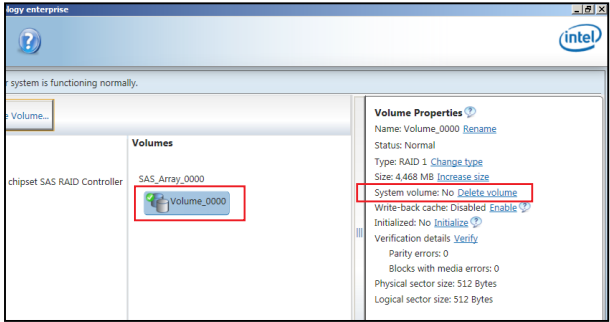 ology enterprise
intel
r system is functioning normally.
e Volume...
Volumes
chipset SAS RAID Controller
SAS_Array_0000
Volume_0000
Volume Properties
Name: Volume_0000 Rename
Status: Normal
Type: RAID 1 Change type
Size: 4,468 MB Increase size
System volume: No Delete volume
Write-back cache: Disabled Enable
Initialized: No Initialize
Verification details Verify
Parity errors: 0
Blocks with media errors: 0
Physical sector size: 512 Bytes
Logical sector size: 512 Bytes